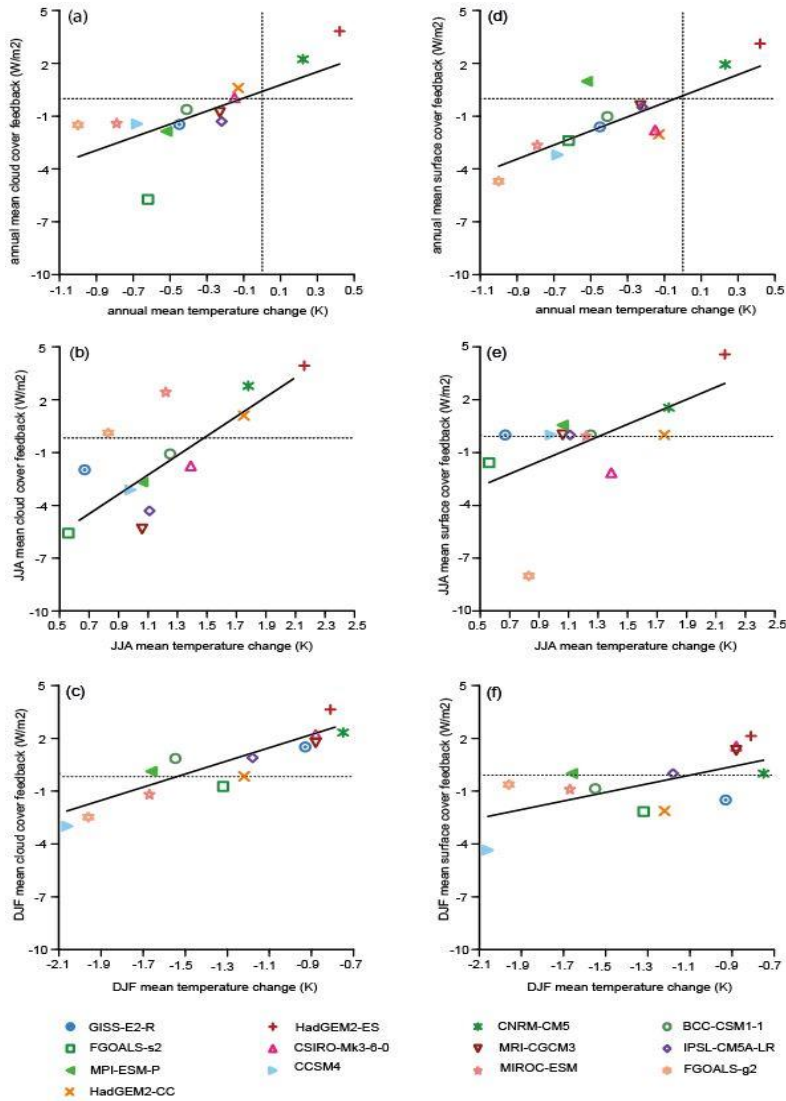 (a)
annual mean cloud cover feedback (W/m2)
5
2
-1
-4
-7
-10
-1.1 -0.9 -0.7 -0.5 -0.3 -0.1 0.1 0.3 0.5
annual mean temperature change (K)
(d)
annual mean surface cover feedback (W/m2)
5
2
-1
-4
-7
-10
-1.1 -0.9 -0.7 -0.5 -0.3 -0.1 0.1 0.3 0.5
annual mean temperature change (K)
(b)
JJA mean cloud cover feedback (W/m2)
5
2
-1
-4
-7
-10
0.5 0.7 0.9 1.1 1.3 1.5 1.7 1.9 2.1 2.3 2.5
JJA mean temperature change (K)
(e)
JJA mean surface cover feedback (W/m2)
5
2
-1
-4
-7
-10
0.5 0.7 0.9 1.1 1.3 1.5 1.7 1.9 2.1 2.3 2.5
JJA mean temperature change (K)
(c)
DJF mean cloud cover feedback (W/m2)
5
2
-1
-4
-7
-10
-2.1 -1.9 -1.7 -1.5 -1.3 -1.1 -0.9 -0.7
DJF mean temperature change (K)
(f)
DJF mean surface cover feedback (W/m2)
5
2
-1
-4
-7
-10
-2.1 -1.9 -1.7 -1.5 -1.3 -1.1 -0.9 -0.7
DJF mean temperature change (K)
GISS-E2-R HadGEM2-ES CNRM-CM5 BCC-CSM1-1
FGOALS-s2 CSIRO-Mk3-6-0 MRI-CGCM3 IPSL-CM5A-LR
MPI-ESM-P CCSM4 MIROC-ESM FGOALS-g2
HadGEM2-CC